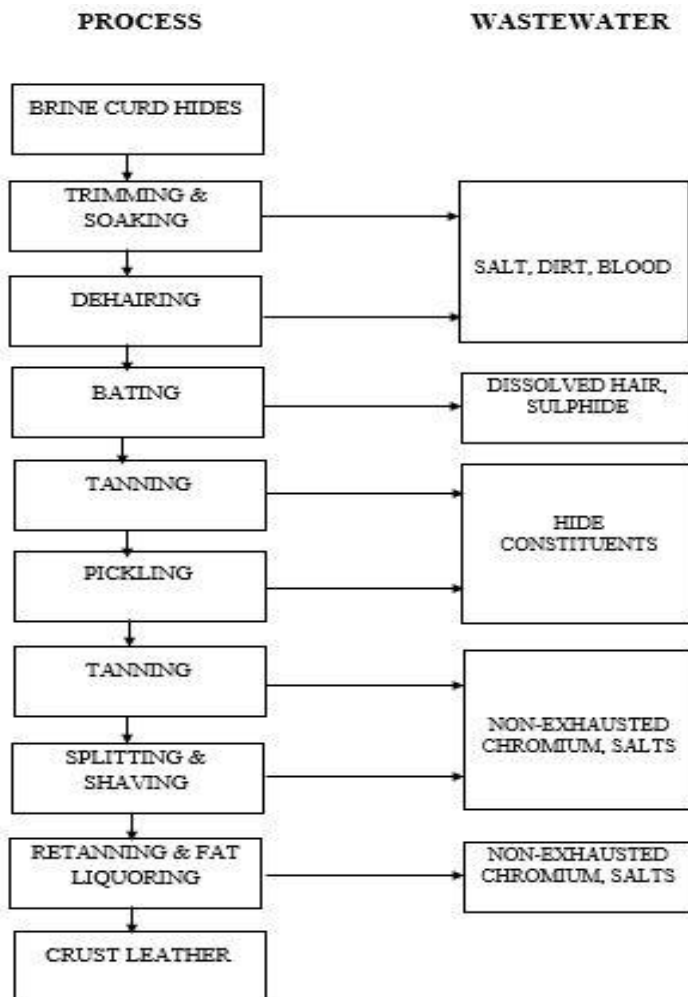 PROCESS
WASTEWATER
BRINE CURD HIDES
TRIMMING &
SOAKING
SALT, DIRT, BLOOD
DEHAIRING
BATING
DISSOLVED HAIR,
SULPHIDE
TANNING
HIDE
CONSTITUENTS
PICKLING
TANNING
NON-EXHAUSTED
CHROMIUM, SALTS
SPLITTING &
SHAVING
RETANNING & FAT
LIQUORING
NON-EXHAUSTED
CHROMIUM, SALTS
CRUST LEATHER